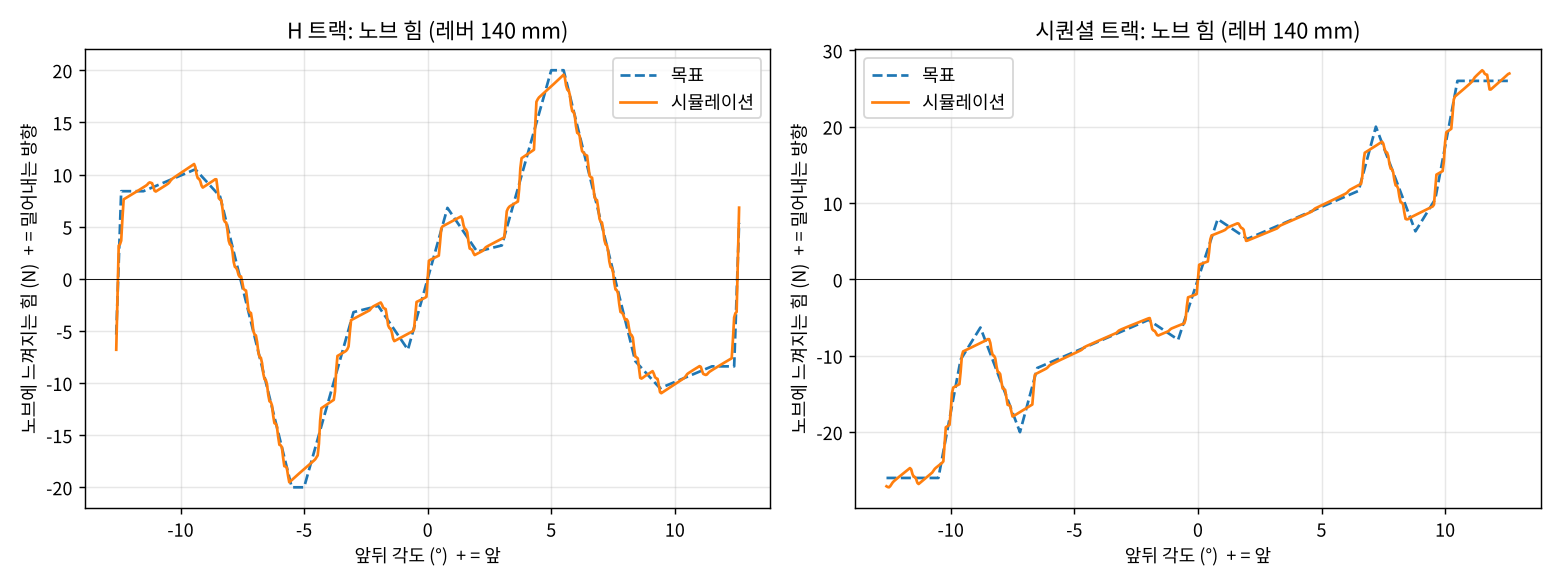 H 트랙: 노브 힘 (레버 140 mm)
노브에 느껴지는 힘 (N)  + = 밀어내는 방향
20
15
10
5
0
-5
-10
-15
-20
목표
시뮬레이션
-10
-5
0
5
10
앞뒤 각도 (°)  + = 앞
시퀀셜 트랙: 노브 힘 (레버 140 mm)
노브에 느껴지는 힘 (N)  + = 밀어내는 방향
30
20
10
0
-10
-20
목표
시뮬레이션
-10
-5
0
5
10
앞뒤 각도 (°)  + = 앞